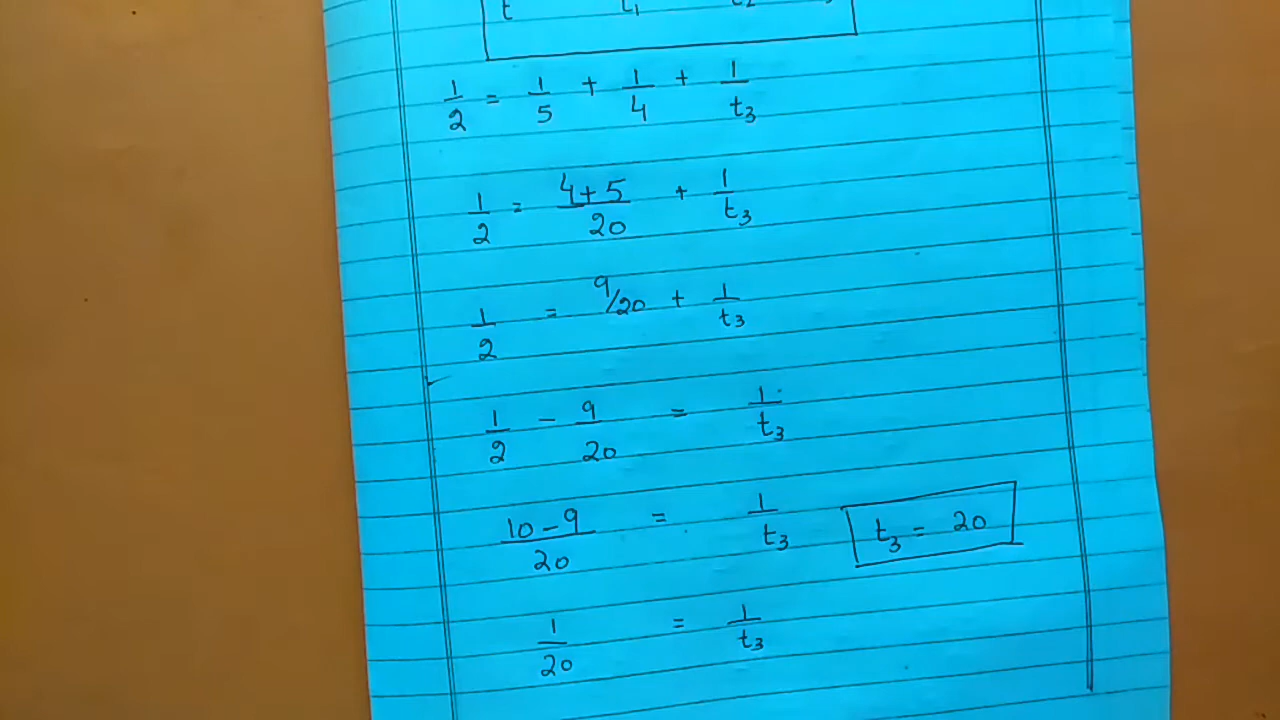 t t₁ t₂
1/2 = 1/5 + 1/4 + 1/t₃
1/2 = (4+5)/20 + 1/t₃
1/2 = 9/20 + 1/t₃
1/2 - 9/20 = 1/t₃
(10-9)/20 = 1/t₃
t₃ = 20
1/20 = 1/t₃